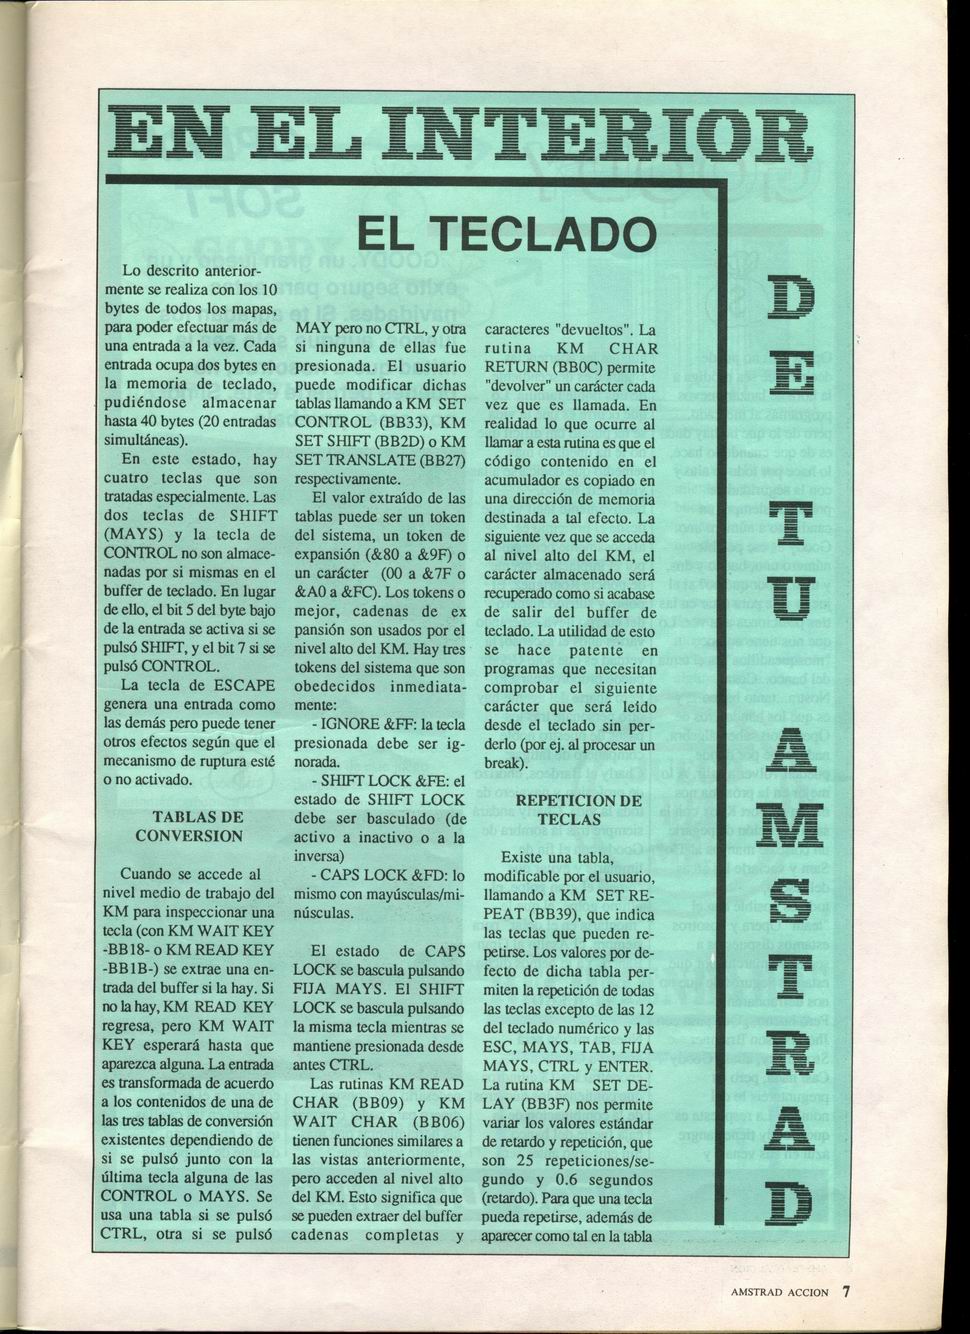 EN EL INTERIOR
DE TU AMSTRAD
EL TECLADO
Lo descrito anterior-
mente se realiza con los 10
bytes de todos los mapas,
para poder efectuar más de
una entrada a la vez. Cada
entrada ocupa dos bytes en
la memoria de teclado,
pudiéndose almacenar
hasta 40 bytes (20 entradas
simultáneas).
En este estado, hay
cuatro teclas que son
tratadas especialmente. Las
dos teclas de SHIFT
(MAYS) y la tecla de
CONTROL no son almace-
nadas por si mismas en el
buffer de teclado. En lugar
de ello, el bit 5 del byte bajo
de la entrada se activa si se
pulsó SHIFT, y el bit 7 si se
pulsó CONTROL.
La tecla de ESCAPE
genera una entrada como
las demás pero puede tener
otros efectos según que el
mecanismo de ruptura esté
o no activado.
TABLAS DE
CONVERSION
Cuando se accede al
nivel medio de trabajo del
KM para inspeccionar una
tecla (con KM WAIT KEY
-BB18- o KM READ KEY
-BB1B-) se extrae una en-
trada del buffer si la hay. Si
no la hay, KM READ KEY
regresa, pero KM WAIT
KEY esperará hasta que
aparezca alguna. La entrada
es transformada de acuerdo
a los contenidos de una de
las tres tablas de conversión
existentes dependiendo de
si se pulsó junto con la
última tecla alguna de las
CONTROL o MAYS. Se
usa una tabla si se pulsó
CTRL, otra si se pulsó
MAY pero no CTRL, y otra
si ninguna de ellas fue
presionada. El usuario
puede modificar dichas
tablas llamando a KM SET
CONTROL (BB33), KM
SET SHIFT (BB2D) o KM
SET TRANSLATE (BB27)
respectivamente.
El valor extraído de las
tablas puede ser un token
del sistema, un token de
expansión (&80 a &9F) o
un carácter (00 a &7F o
&A0 a &FC). Los tokens o
mejor, cadenas de ex
pansión son usados por el
nivel alto del KM. Hay tres
tokens del sistema que son
obedecidos inmediata-
mente:
- IGNORE &FF: la tecla
presionada debe ser ig-
norada.
- SHIFT LOCK &FE: el
estado de SHIFT LOCK
debe ser basculado (de
activo a inactivo o a la
inversa)
- CAPS LOCK &FD: lo
mismo con mayúsculas/mi-
núsculas.
El estado de CAPS
LOCK se bascula pulsando
FIJA MAYS. El SHIFT
LOCK se bascula pulsando
la misma tecla mientras se
mantiene presionada desde
antes CTRL.
Las rutinas KM READ
CHAR (BB09) y KM
WAIT CHAR (BB06)
tienen funciones similares a
las vistas anteriormente,
pero acceden al nivel alto
del KM. Esto significa que
se pueden extraer del buffer
cadenas completas y
caracteres "devueltos". La
rutina KM CHAR
RETURN (BB0C) permite
"devolver" un carácter cada
vez que es llamada. En
realidad lo que ocurre al
llamar a esta rutina es que el
código contenido en el
acumulador es copiado en
una dirección de memoria
destinada a tal efecto. La
siguiente vez que se acceda
al nivel alto del KM, el
carácter almacenado será
recuperado como si acabase
de salir del buffer de
teclado. La utilidad de esto
se hace patente en
programas que necesitan
comprobar el siguiente
carácter que será leído
desde el teclado sin per-
derlo (por ej. al procesar un
break).
REPETICION DE
TECLAS
Existe una tabla,
modificable por el usuario,
llamando a KM SET RE-
PEAT (BB39), que indica
las teclas que pueden re-
petirse. Los valores por de-
fecto de dicha tabla per-
miten la repetición de todas
las teclas excepto de las 12
del teclado numérico y las
ESC, MAYS, TAB, FIJA
MAYS, CTRL y ENTER.
La rutina KM SET DE-
LAY (BB3F) nos permite
variar los valores estándar
de retardo y repetición, que
son 25 repeticiones/se-
gundo y 0.6 segundos
(retardo). Para que una tecla
pueda repetirse, además de
aparecer como tal en la tabla
AMSTRAD ACCION 7